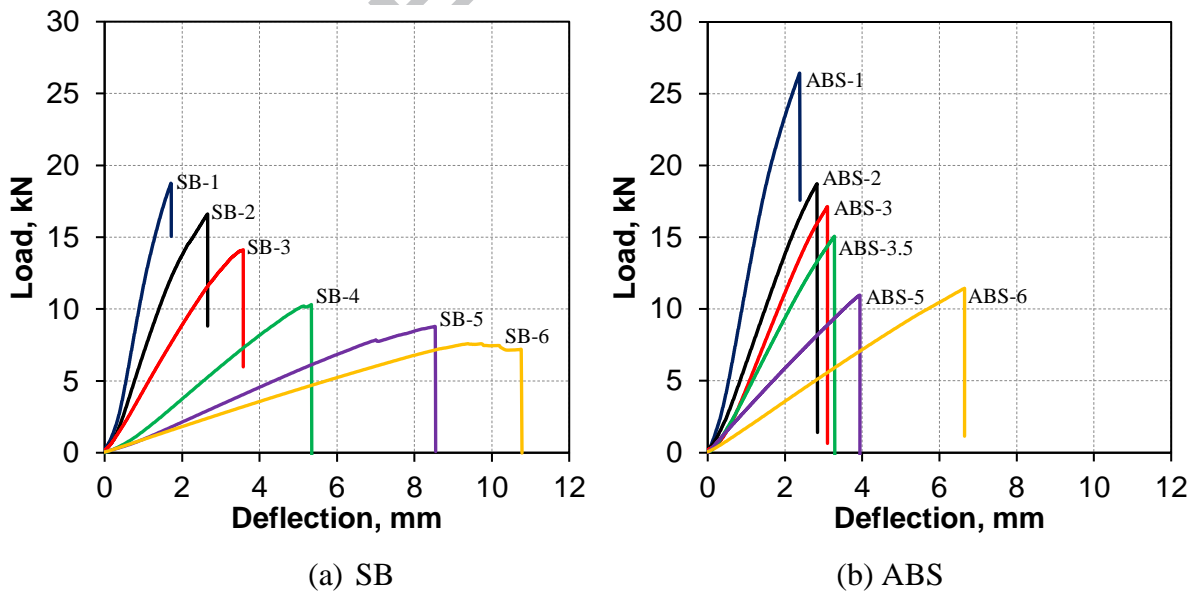 30
25
20
15
10
5
0
Load, kN
SB-1
SB-2
SB-3
SB-4
SB-5
SB-6
0 2 4 6 8 10 12
Deflection, mm
(a) SB
30
25
20
15
10
5
0
Load, kN
ABS-1
ABS-2
ABS-3
ABS-3.5
ABS-5
ABS-6
0 2 4 6 8 10 12
Deflection, mm
(b) ABS